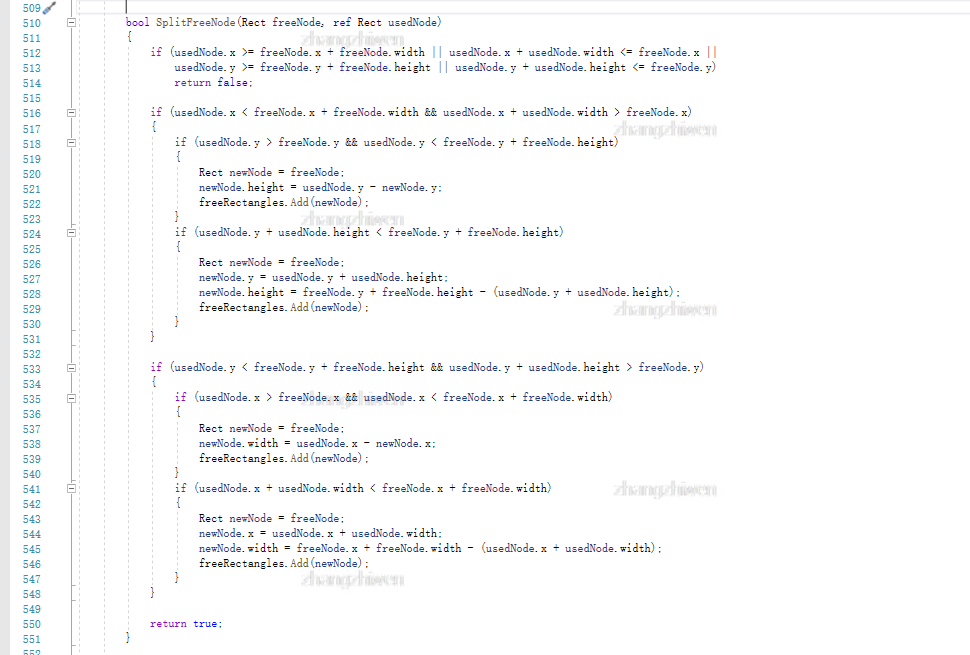 509
510 bool SplitFreeNode(Rect freeNode, ref Rect usedNode)
511 {
512 if (usedNode.x >= freeNode.x + freeNode.width || usedNode.x + usedNode.width <= freeNode.x ||
513 usedNode.y >= freeNode.y + freeNode.height || usedNode.y + usedNode.height <= freeNode.y)
514 return false;
515
516 if (usedNode.x < freeNode.x + freeNode.width && usedNode.x + usedNode.width > freeNode.x)
517 {
518 if (usedNode.y > freeNode.y && usedNode.y < freeNode.y + freeNode.height)
519 {
520 Rect newNode = freeNode;
521 newNode.height = usedNode.y - newNode.y;
522 freeRectangles.Add(newNode);
523 }
524 if (usedNode.y + usedNode.height < freeNode.y + freeNode.height)
525 {
526 Rect newNode = freeNode;
527 newNode.y = usedNode.y + usedNode.height;
528 newNode.height = freeNode.y + freeNode.height - (usedNode.y + usedNode.height);
529 freeRectangles.Add(newNode);
530 }
531 }
532
533 if (usedNode.y < freeNode.y + freeNode.height && usedNode.y + usedNode.height > freeNode.y)
534 {
535 if (usedNode.x > freeNode.x && usedNode.x < freeNode.x + freeNode.width)
536 {
537 Rect newNode = freeNode;
538 newNode.width = usedNode.x - newNode.x;
539 freeRectangles.Add(newNode);
540 }
541 if (usedNode.x + usedNode.width < freeNode.x + freeNode.width)
542 {
543 Rect newNode = freeNode;
544 newNode.x = usedNode.x + usedNode.width;
545 newNode.width = freeNode.x + freeNode.width - (usedNode.x + usedNode.width);
546 freeRectangles.Add(newNode);
547 }
548 }
549
550 return true;
551 }
552